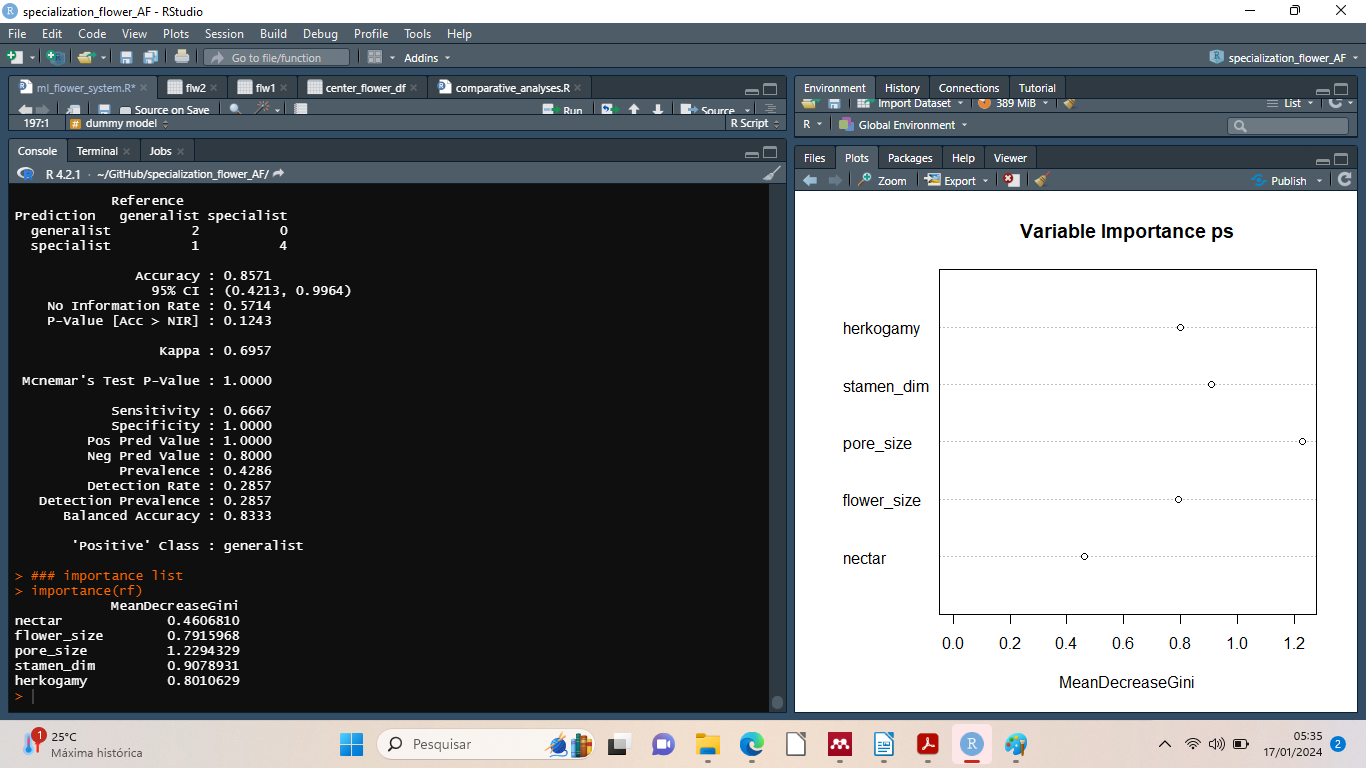 specialization_flower_AF - RStudio
File Edit Code View Plots Session Build Debug Profile Tools Help
Go to file/function Addins specialization_flower_AF
ml_flower_system.R* fiw2 fiw1 center_flower_df comparative_analyses.R
Source on Save Run Source
197:1 # dummy model R Script
Console Terminal Jobs
R 4.2.1 · ~/GitHub/specialization_flower_AF/
Reference
Prediction generalist specialist
generalist 2 0
specialist 1 4
Accuracy : 0.8571
95% CI : (0.4213, 0.9964)
No Information Rate : 0.5714
P-Value [Acc > NIR] : 0.1243
Kappa : 0.6957
Mcnemar's Test P-Value : 1.0000
Sensitivity : 0.6667
Specificity : 1.0000
Pos Pred Value : 1.0000
Neg Pred Value : 0.8000
Prevalence : 0.4286
Detection Rate : 0.2857
Detection Prevalence : 0.2857
Balanced Accuracy : 0.8333
'Positive' Class : generalist
> ### importance list
> importance(rf)
MeanDecreaseGini
nectar 0.4606810
flower_size 0.7915968
pore_size 1.2294329
stamen_dim 0.9078931
herkogamy 0.8010629
>
Environment History Connections Tutorial
Import Dataset 389 MiB List
R Global Environment
Files Plots Packages Help Viewer
Zoom Export Publish
Variable Importance ps
herkogamy
stamen_dim
pore_size
flower_size
nectar
0.0 0.2 0.4 0.6 0.8 1.0 1.2
MeanDecreaseGini
1
25°C
Máxima histórica
Pesquisar
R
05:35
17/01/2024
2